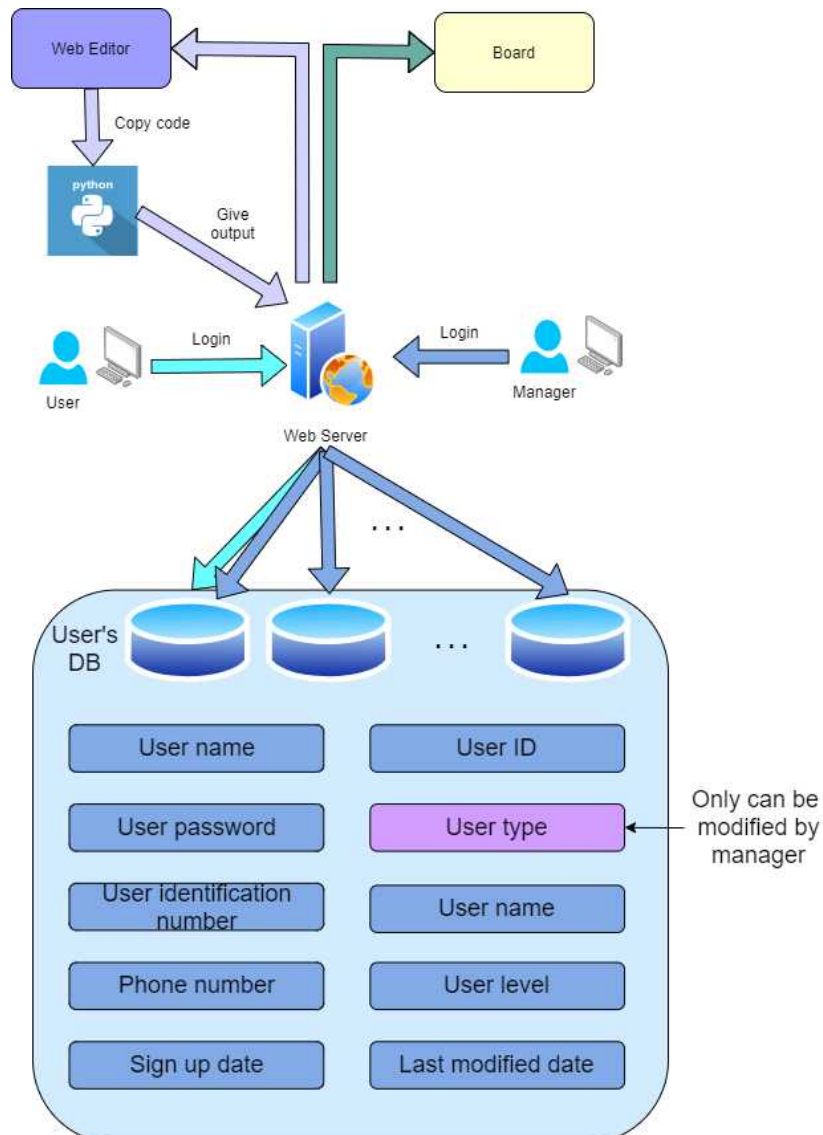 Web Editor
Board
Copy code
python
Give
output
Login
Login
User
Manager
Web Server
...
User's
DB
...
User name
User ID
User password
User type
Only can be
modified by
manager
User identification
number
User name
Phone number
User level
Sign up date
Last modified date